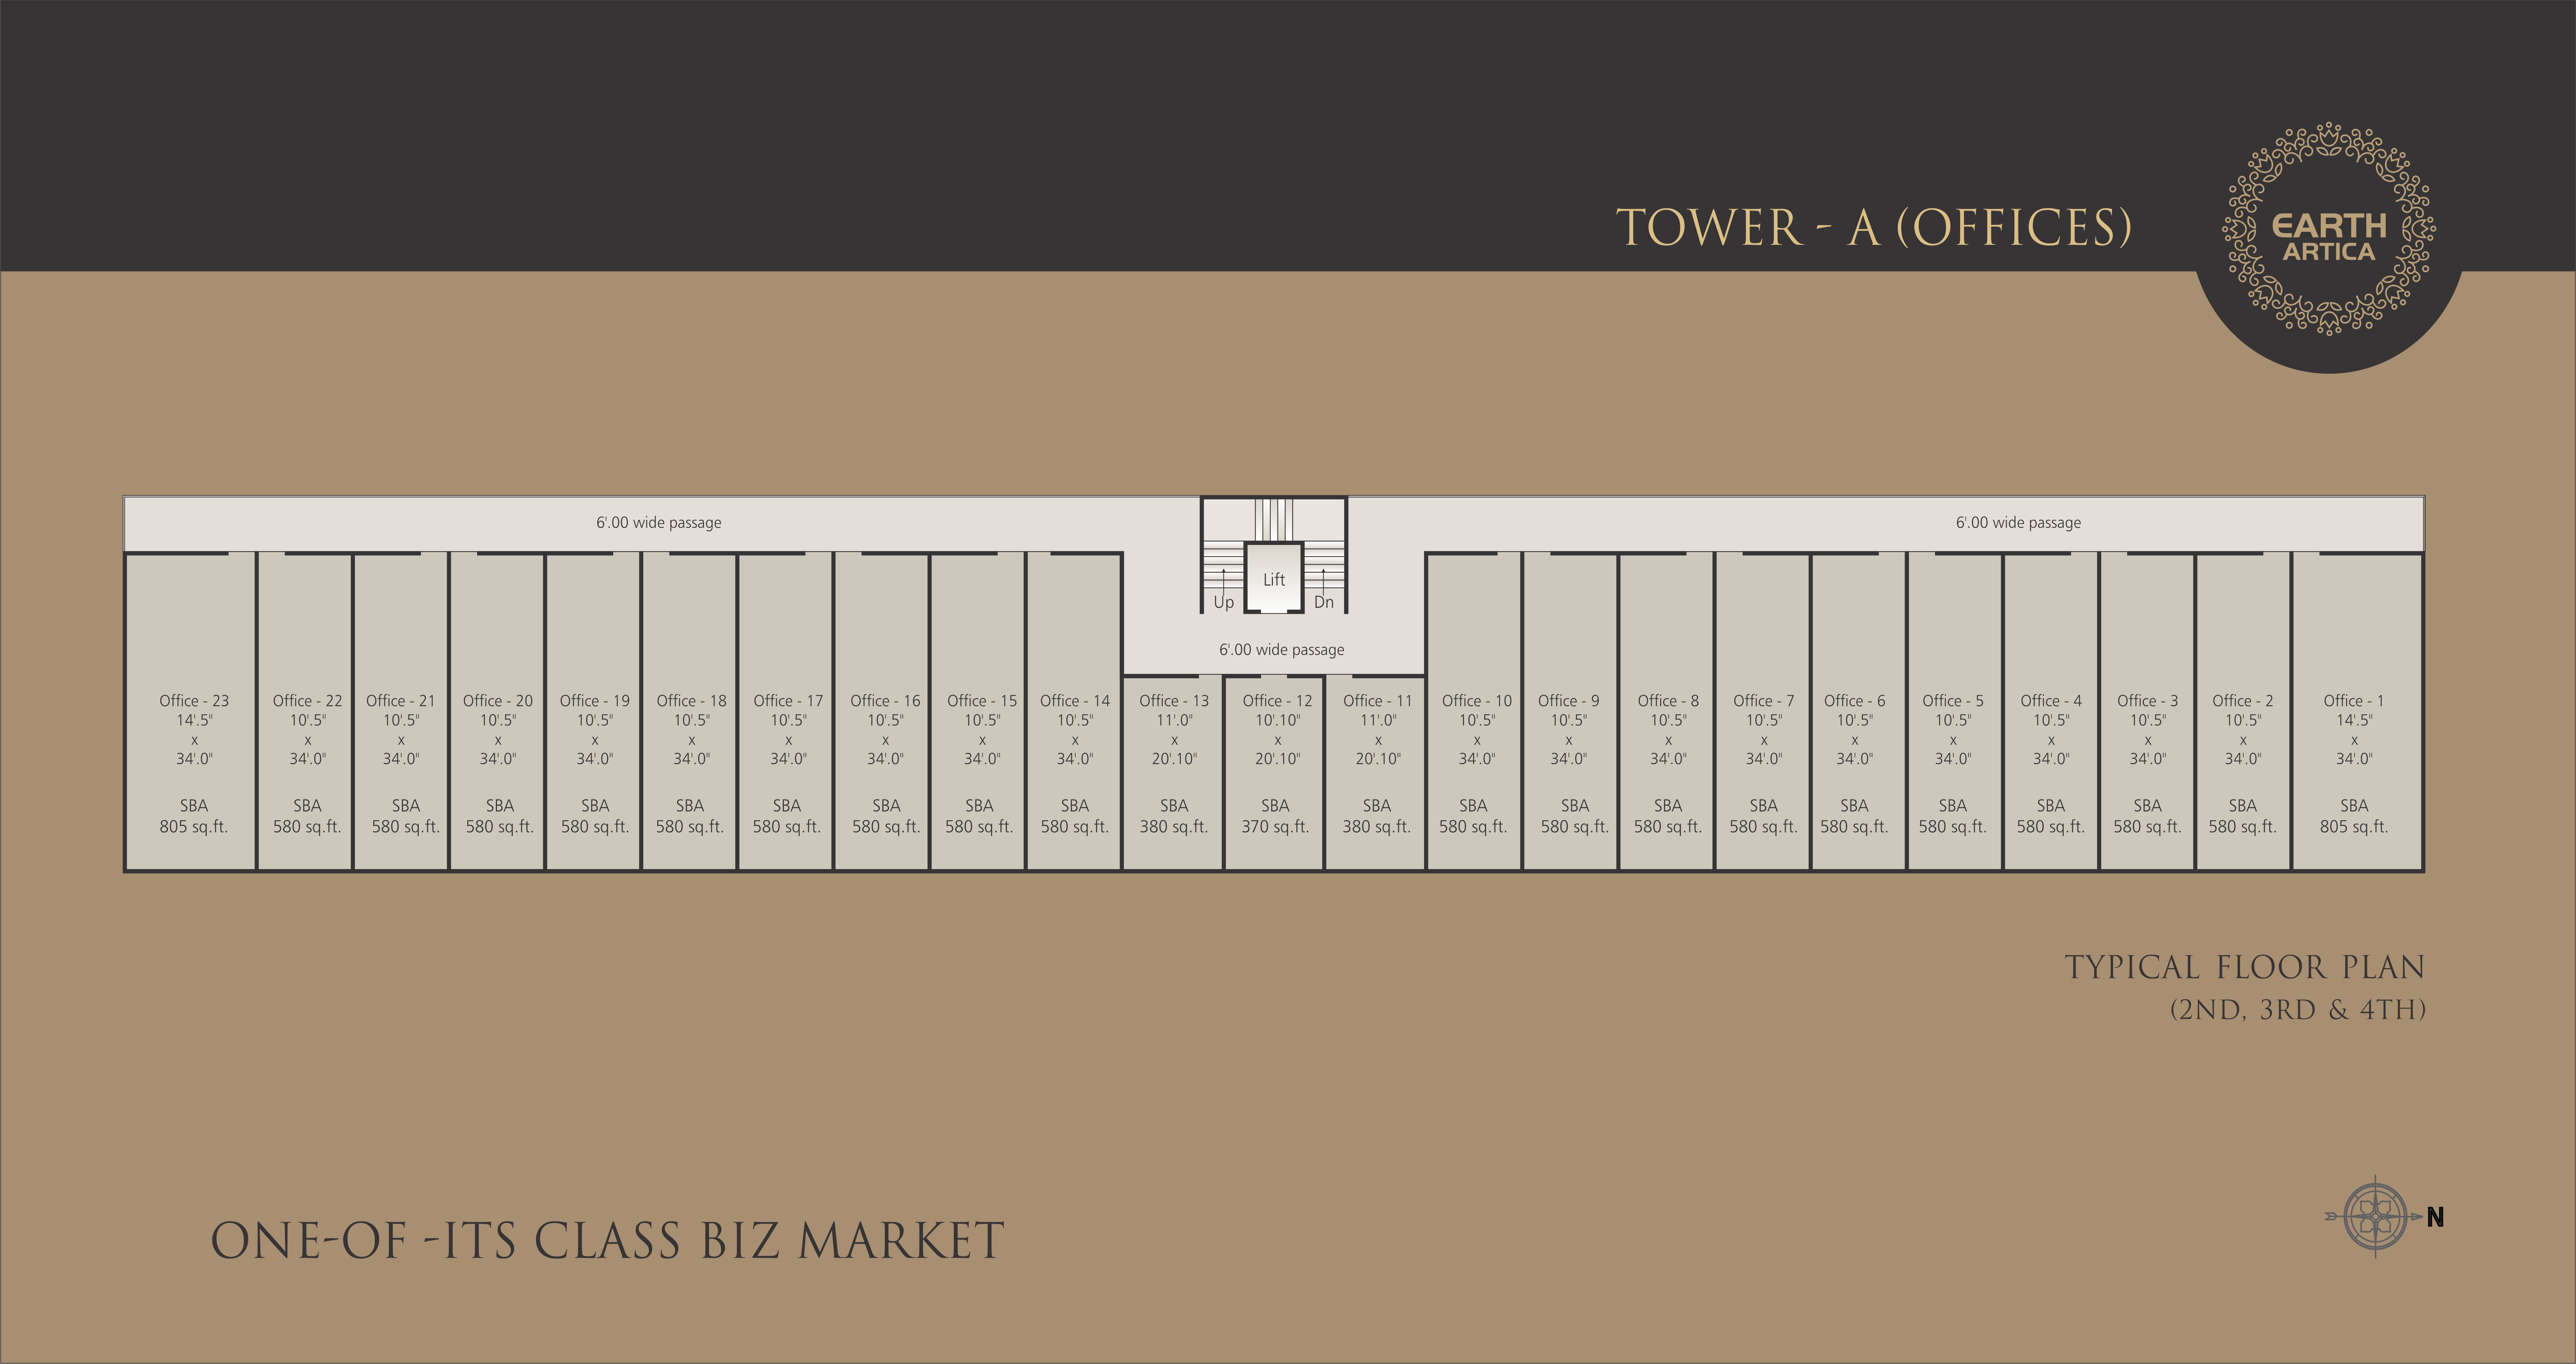 TOWER - A (OFFICES)
EARTH
ARTICA
6'.00 wide passage
6'.00 wide passage
Lift
Up
Dn
6'.00 wide passage
Office - 23
14'.5"
x
34'.0"
SBA
805 sq.ft.
Office - 22
10'.5"
x
34'.0"
SBA
580 sq.ft.
Office - 21
10'.5"
x
34'.0"
SBA
580 sq.ft.
Office - 20
10'.5"
x
34'.0"
SBA
580 sq.ft.
Office - 19
10'.5"
x
34'.0"
SBA
580 sq.ft.
Office - 18
10'.5"
x
34'.0"
SBA
580 sq.ft.
Office - 17
10'.5"
x
34'.0"
SBA
580 sq.ft.
Office - 16
10'.5"
x
34'.0"
SBA
580 sq.ft.
Office - 15
10'.5"
x
34'.0"
SBA
580 sq.ft.
Office - 14
10'.5"
x
34'.0"
SBA
580 sq.ft.
Office - 13
11'.0"
x
20'.10"
SBA
380 sq.ft.
Office - 12
10'.10"
x
20'.10"
SBA
370 sq.ft.
Office - 11
11'.0"
x
20'.10"
SBA
380 sq.ft.
Office - 10
10'.5"
x
34'.0"
SBA
580 sq.ft.
Office - 9
10'.5"
x
34'.0"
SBA
580 sq.ft.
Office - 8
10'.5"
x
34'.0"
SBA
580 sq.ft.
Office - 7
10'.5"
x
34'.0"
SBA
580 sq.ft.
Office - 6
10'.5"
x
34'.0"
SBA
580 sq.ft.
Office - 5
10'.5"
x
34'.0"
SBA
580 sq.ft.
Office - 4
10'.5"
x
34'.0"
SBA
580 sq.ft.
Office - 3
10'.5"
x
34'.0"
SBA
580 sq.ft.
Office - 2
10'.5"
x
34'.0"
SBA
580 sq.ft.
Office - 1
14'.5"
x
34'.0"
SBA
805 sq.ft.
TYPICAL FLOOR PLAN
(2ND, 3RD & 4TH)
ONE-OF -ITS CLASS BIZ MARKET
N